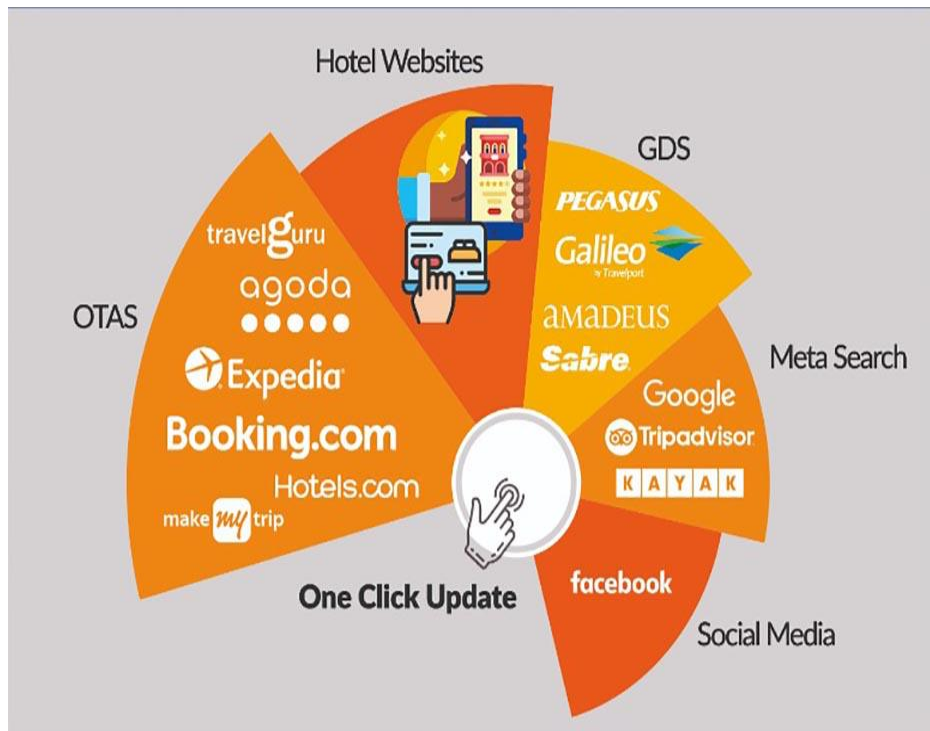 Hotel Websites
GDS
PEGASUS
Galileo
by Travelport
AMADEUS
Sabre
OTAS
travelguru
agoda
Expedia
Booking.com
Hotels.com
make my trip
Meta Search
Google
Tripadvisor
KAYAK
One Click Update
facebook
Social Media